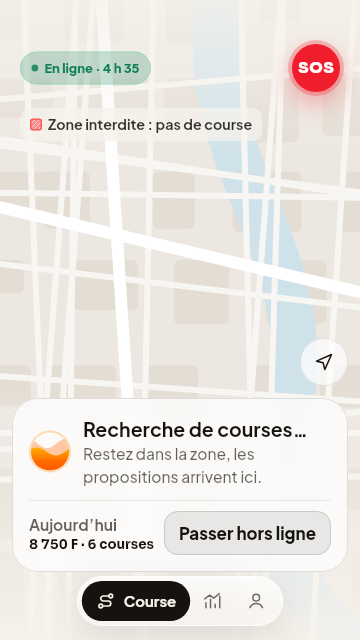 En ligne · 4 h 35
SOS
Zone interdite : pas de course
Recherche de courses…
Restez dans la zone, les
propositions arrivent ici.
Aujourd’hui
8 750 F · 6 courses
Passer hors ligne
Course